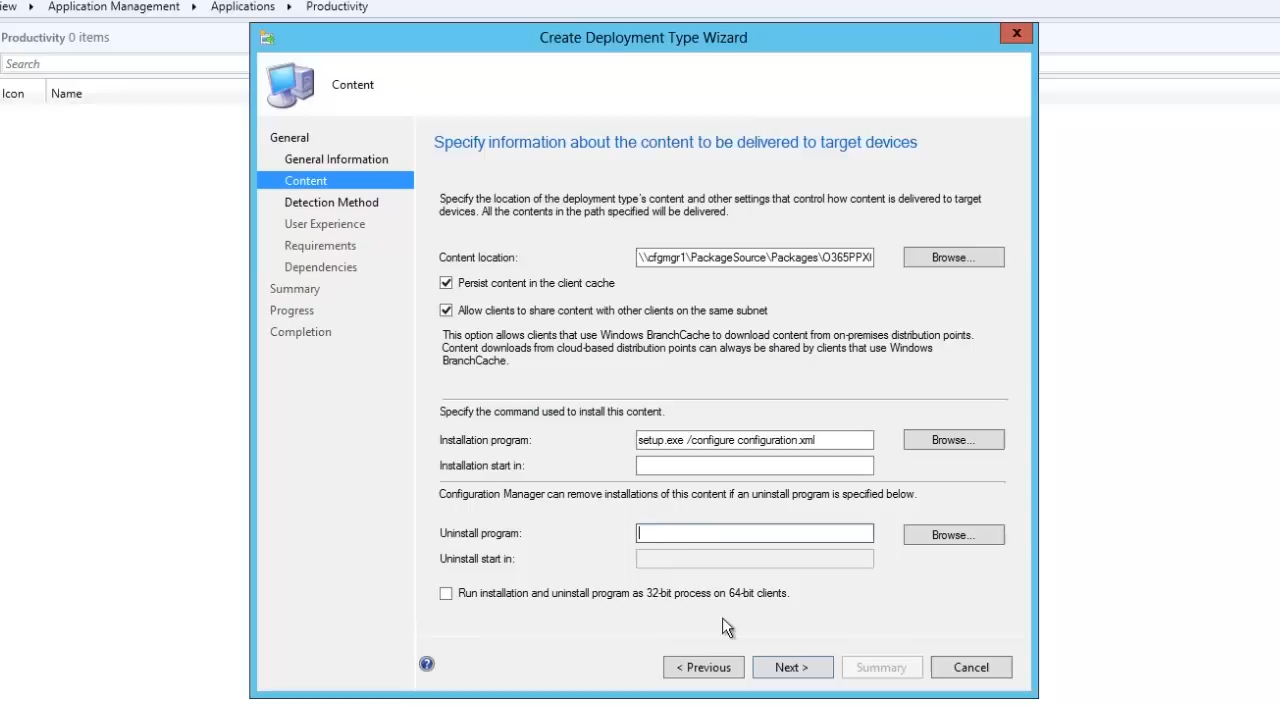 iew ▸ Application Management ▸ Applications ▸ Productivity
Productivity 0 items
Search
Icon Name
Create Deployment Type Wizard
x
Content
General
General Information
Content
Detection Method
User Experience
Requirements
Dependencies
Summary
Progress
Completion
Specify information about the content to be delivered to target devices
Specify the location of the deployment type's content and other settings that control how content is delivered to target
devices. All the contents in the path specified will be delivered.
Content location: \\cfgmgr1\PackageSource\Packages\O365PPX Browse...
Persist content in the client cache
Allow clients to share content with other clients on the same subnet
This option allows clients that use Windows BranchCache to download content from on-premises distribution points.
Content downloads from cloud-based distribution points can always be shared by clients that use Windows
BranchCache.
Specify the command used to install this content.
Installation program: setup.exe /configure configuration.xml Browse...
Installation start in:
Configuration Manager can remove installations of this content if an uninstall program is specified below.
Uninstall program: Browse...
Uninstall start in:
Run installation and uninstall program as 32-bit process on 64-bit clients.
? < Previous Next > Summary Cancel